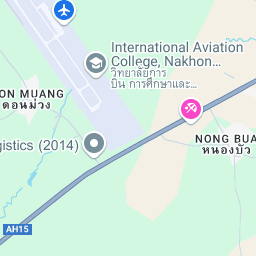 International Aviation
College, Nakhon...
วิทยาลัยการ
บิน การศึกษาและ...
ON MUANG
ดอนม่วง
gistics (2014)
NONG BUA
หนองบัว
AH15